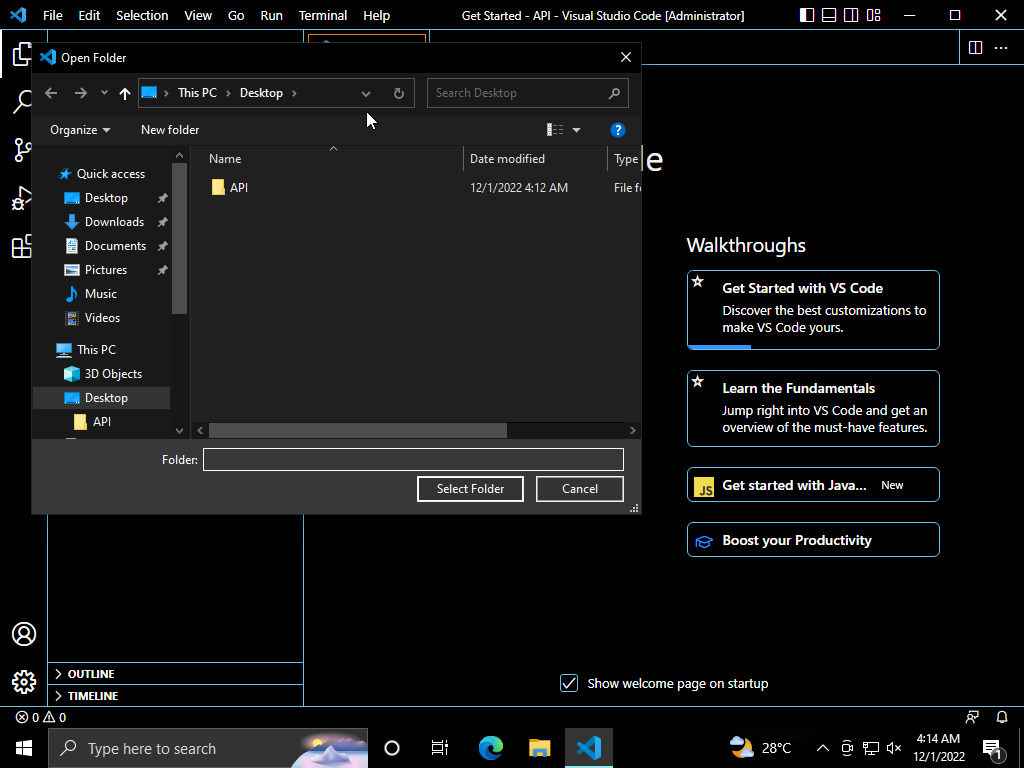 File Edit Selection View Go Run Terminal Help Get Started - API - Visual Studio Code [Administrator]
Open Folder
This PC Desktop Search Desktop
Organize New folder
Name Date modified Type
Quick access
API 12/1/2022 4:12 AM File f
Desktop
Downloads
Documents
Pictures
Music
Videos
This PC
3D Objects
Desktop
API
Folder:
Select Folder Cancel
e
Walkthroughs
Get Started with VS Code
Discover the best customizations to
make VS Code yours.
Learn the Fundamentals
Jump right into VS Code and get an
overview of the must-have features.
JS Get started with Java... New
Boost your Productivity
Show welcome page on startup
OUTLINE
TIMELINE
0 0
Type here to search
28°C
4:14 AM
12/1/2022
1